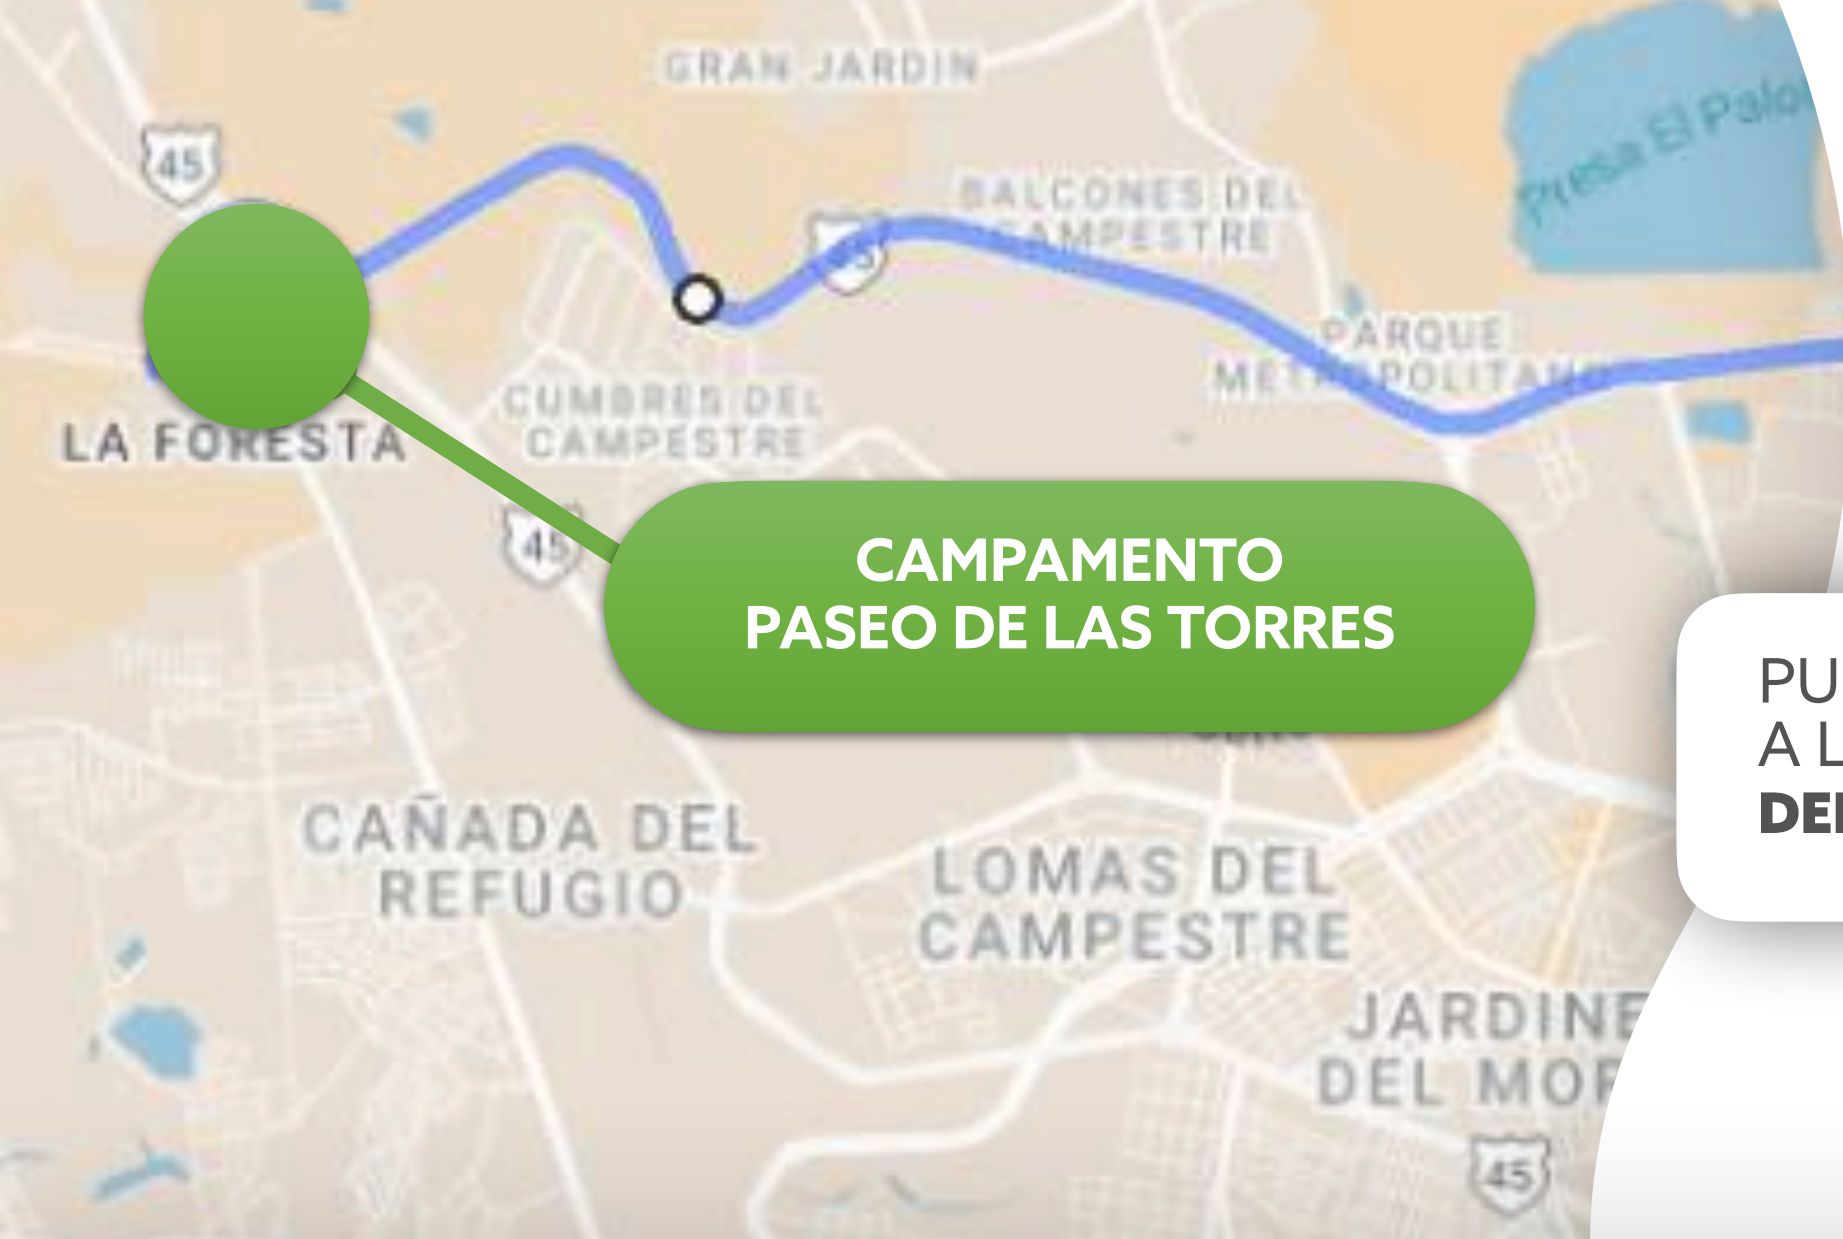 GRAN JARDIN
Presa El Palo
45
BALCONES DEL
CAMPESTRE
45
PARQUE
METROPOLITANO
CUMBRES DEL
CAMPESTRE
LA FORESTA
45
CAMPAMENTO
PASEO DE LAS TORRES
PU
A L
DE
CAÑADA DEL
REFUGIO
LOMAS DEL
CAMPESTRE
JARDINE
DEL MOR
45